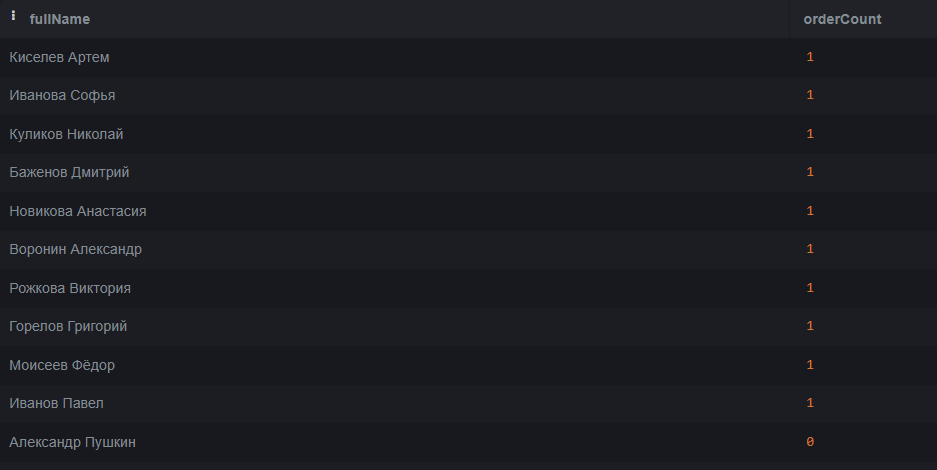 fullName orderCount
Киселев Артем 1
Иванова Софья 1
Куликов Николай 1
Баженов Дмитрий 1
Новикова Анастасия 1
Воронин Александр 1
Рожкова Виктория 1
Горелов Григорий 1
Моисеев Фёдор 1
Иванов Павел 1
Александр Пушкин 0